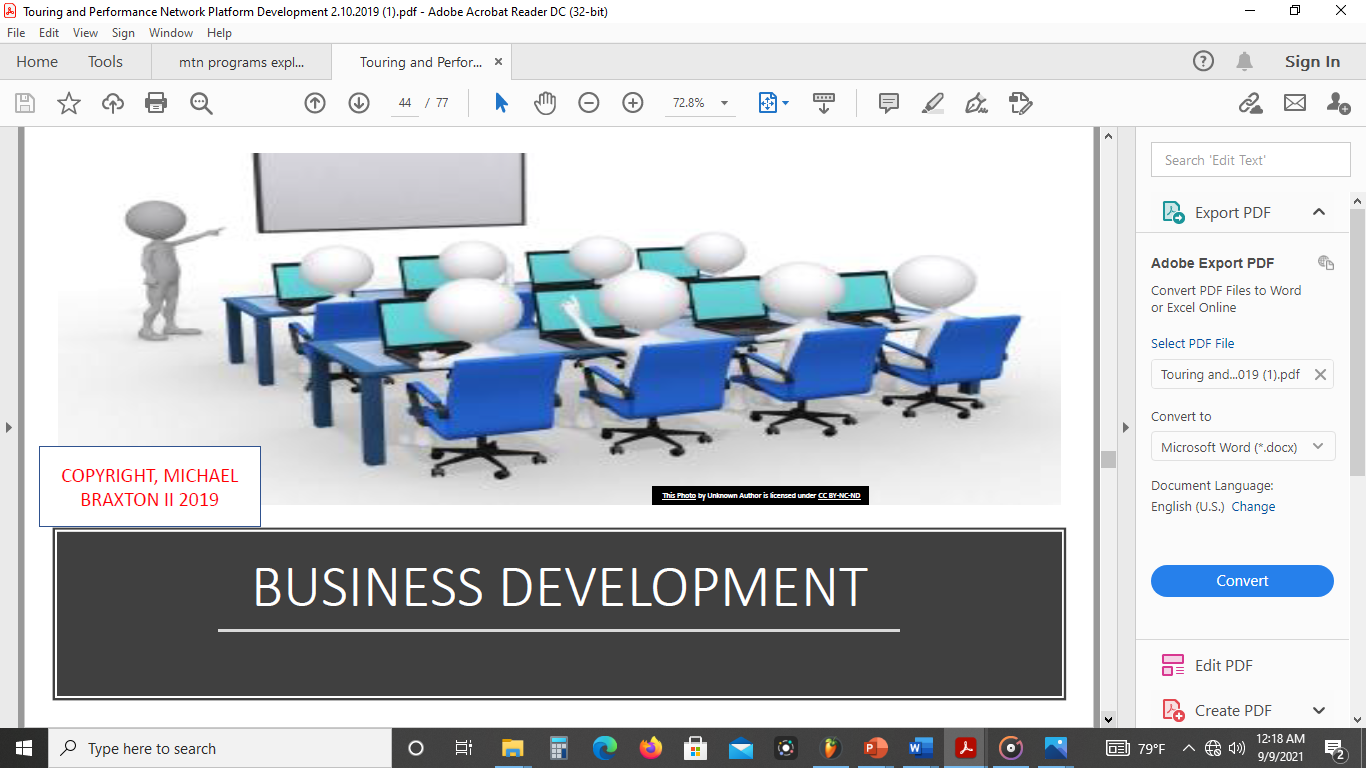 Touring and Performance Network Platform Development 2.10.2019 (1).pdf - Adobe Acrobat Reader DC (32-bit)
File Edit View Sign Window Help
Home Tools mtn programs expl... Touring and Perfor... ×
Sign In
44 / 77 72.8%
Search 'Edit Text'
Export PDF
Adobe Export PDF
Convert PDF Files to Word
or Excel Online
Select PDF File
Touring and...019 (1).pdf
Convert to
Microsoft Word (*.docx)
Document Language:
English (U.S.) Change
Convert
Edit PDF
Create PDF
COPYRIGHT, MICHAEL
BRAXTON II 2019
This Photo by Unknown Author is licensed under CC BY-NC-ND
BUSINESS DEVELOPMENT
Type here to search
79°F
12:18 AM
9/9/2021
2